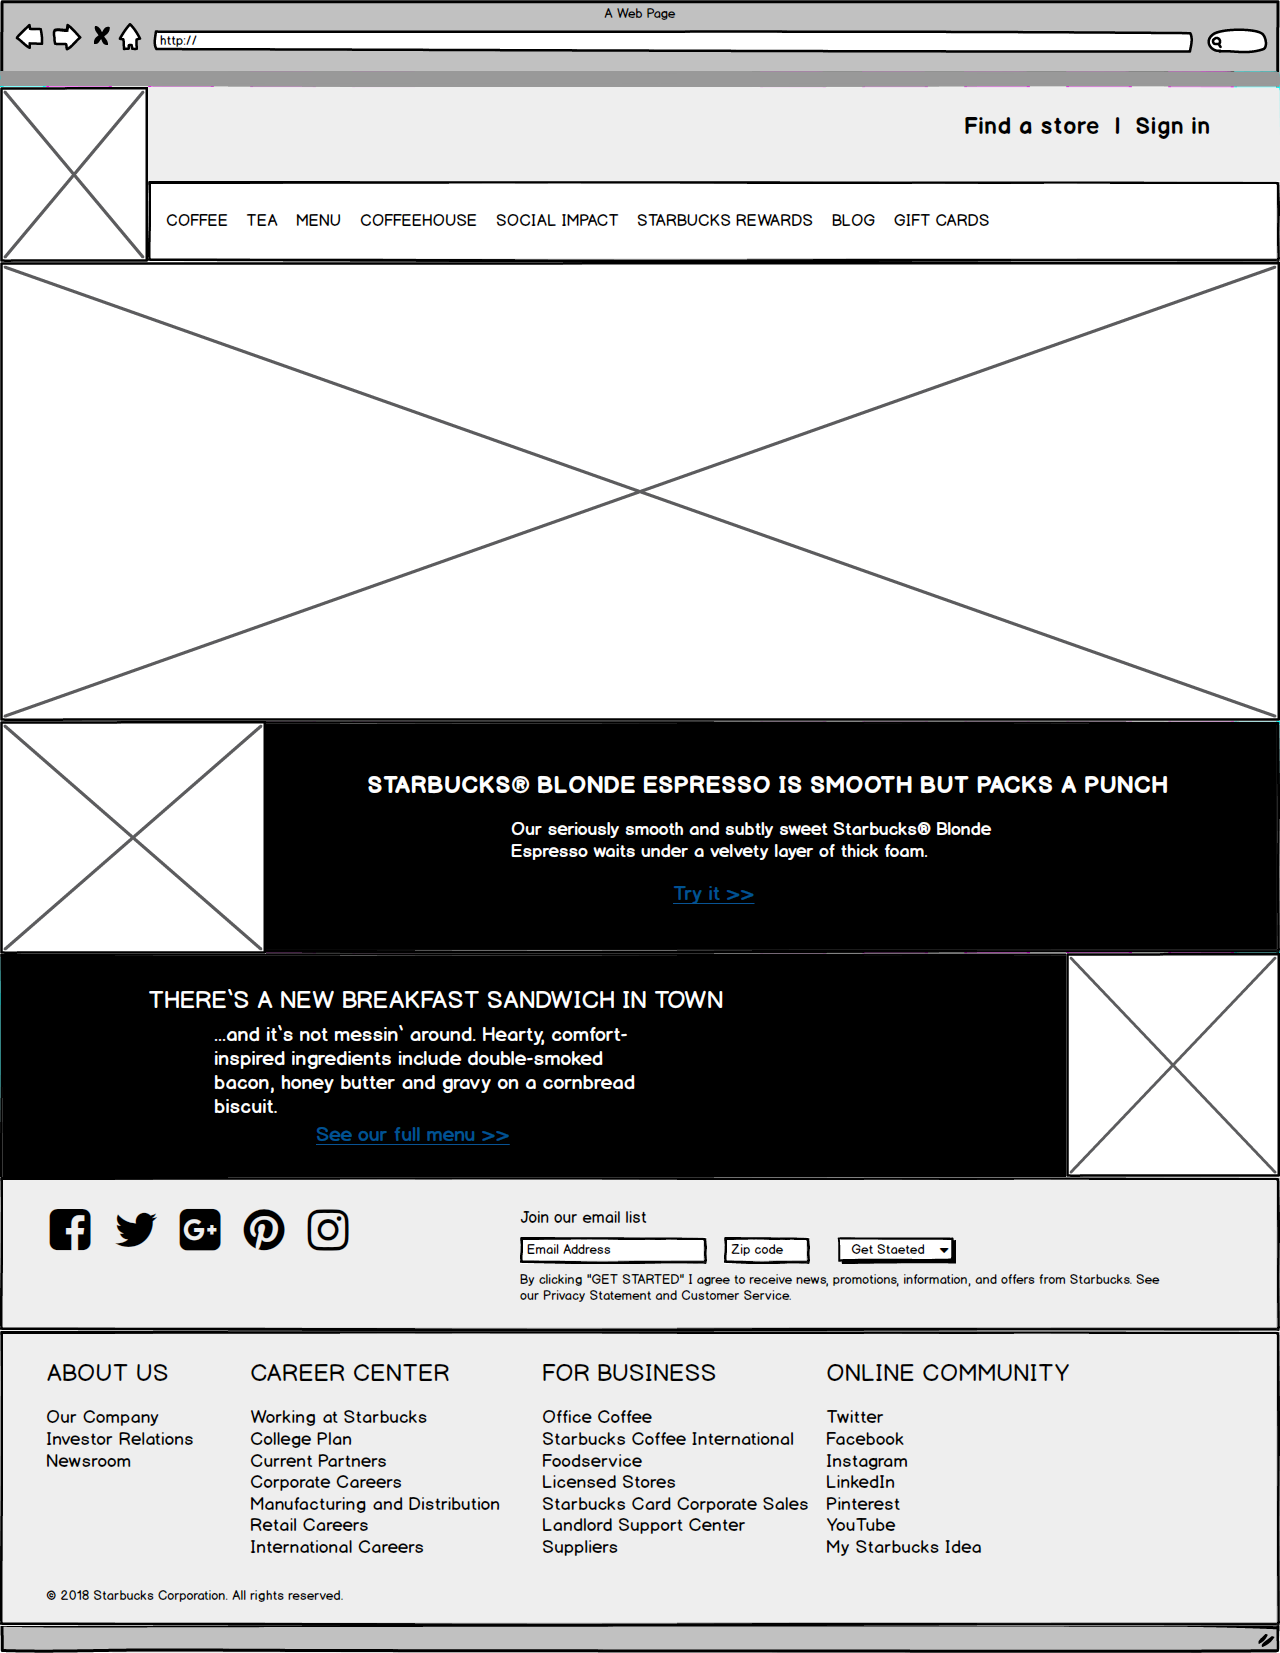 A Web Page
http://
Find a store | Sign in
COFFEE TEA MENU COFFEEHOUSE SOCIAL IMPACT STARBUCKS REWARDS BLOG GIFT CARDS
STARBUCKS® BLONDE ESPRESSO IS SMOOTH BUT PACKS A PUNCH
Our seriously smooth and subtly sweet Starbucks® Blonde
Espresso waits under a velvety layer of thick foam.
Try it >>
THERE`S A NEW BREAKFAST SANDWICH IN TOWN
...and it`s not messin` around. Hearty, comfort-
inspired ingredients include double-smoked
bacon, honey butter and gravy on a cornbread
biscuit.
See our full menu >>
Join our email list
Email Address Zip code Get Staeted
By clicking "GET STARTED" I agree to receive news, promotions, information, and offers from Starbucks. See
our Privacy Statement and Customer Service.
ABOUT US
Our Company
Investor Relations
Newsroom
CAREER CENTER
Working at Starbucks
College Plan
Current Partners
Corporate Careers
Manufacturing and Distribution
Retail Careers
International Careers
FOR BUSINESS
Office Coffee
Starbucks Coffee International
Foodservice
Licensed Stores
Starbucks Card Corporate Sales
Landlord Support Center
Suppliers
ONLINE COMMUNITY
Twitter
Facebook
Instagram
LinkedIn
Pinterest
YouTube
My Starbucks Idea
© 2018 Starbucks Corporation. All rights reserved.